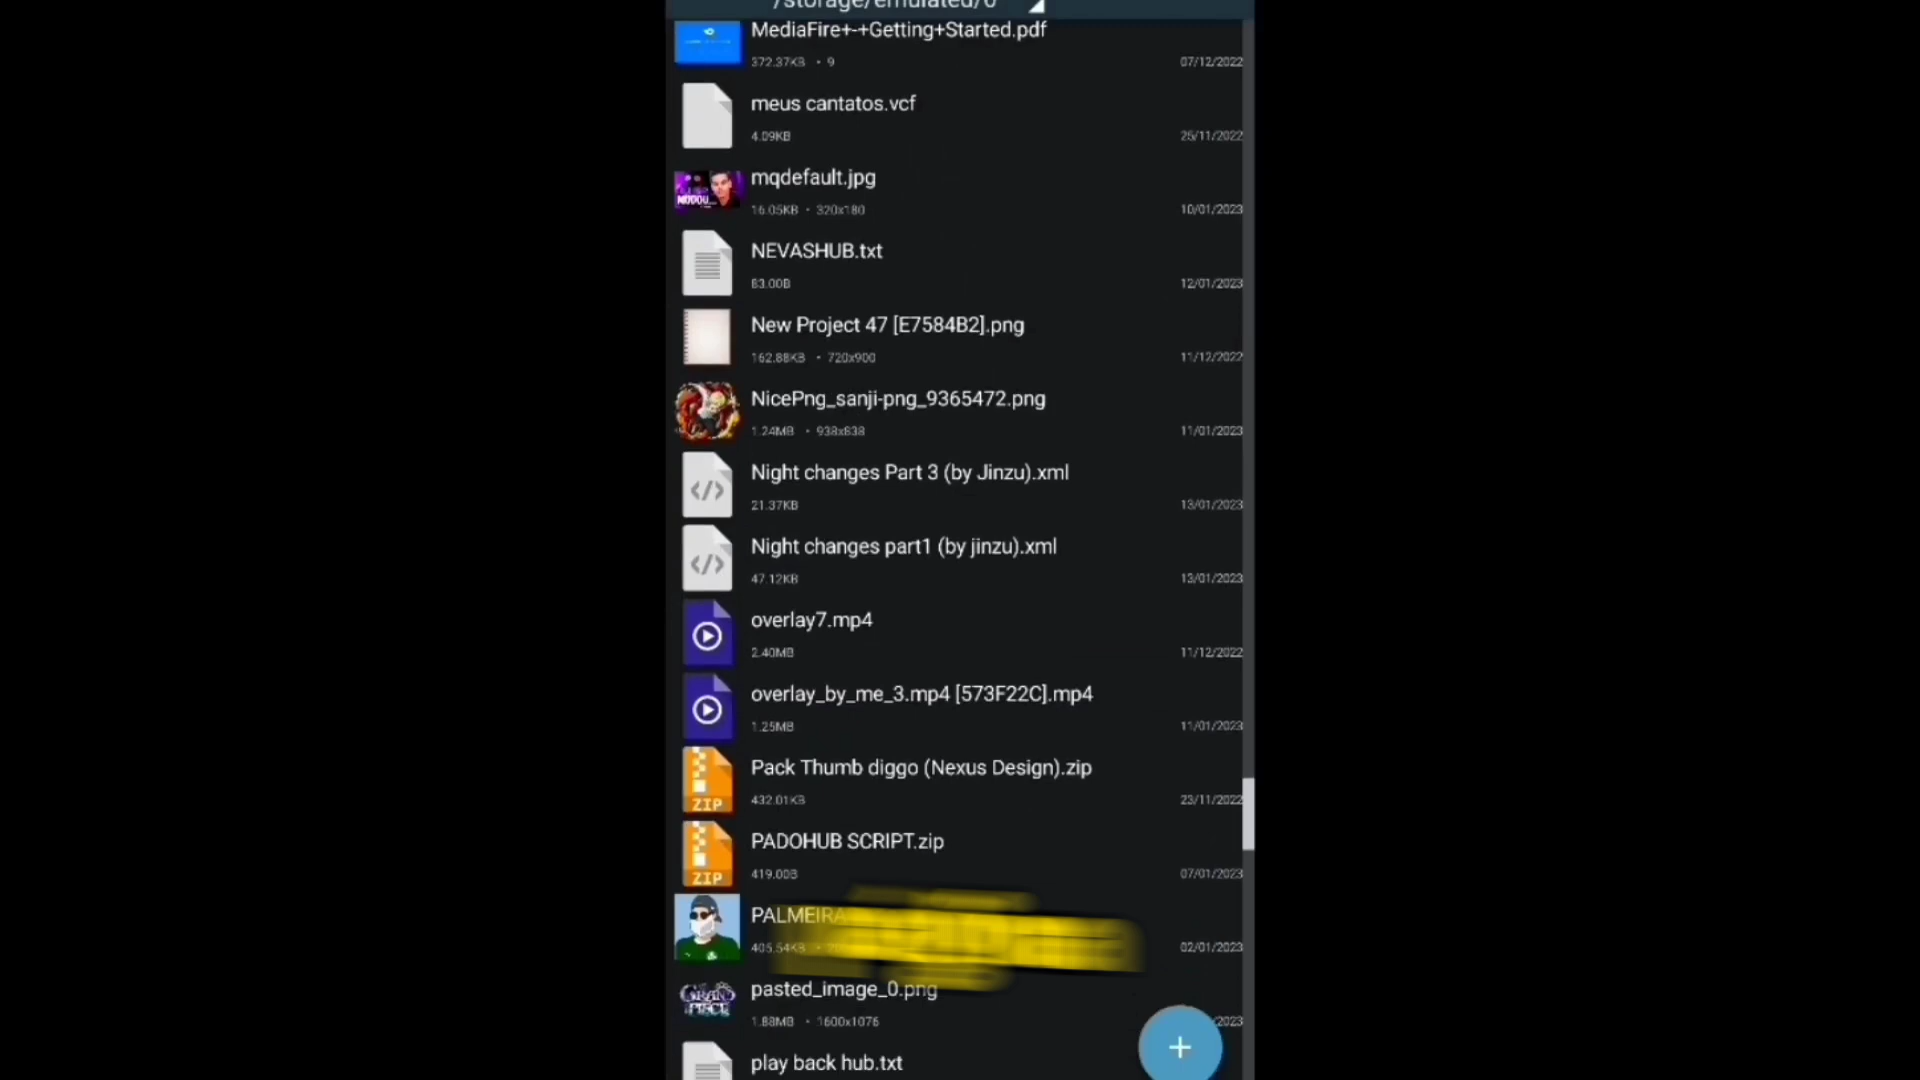 /storage/emulated/0
MediaFire+-+Getting+Started.pdf
372.37KB • 9
07/12/2022
meus cantatos.vcf
4.09KB
25/11/2022
mqdefault.jpg
16.05KB • 320x180
10/01/2023
NEVASHUB.txt
83.00B
12/01/2023
New Project 47 [E7584B2].png
162.88KB • 720x900
11/12/2022
NicePng_sanji-png_9365472.png
1.24MB • 938x838
11/01/2023
Night changes Part 3 (by Jinzu).xml
21.37KB
13/01/2023
Night changes part1 (by jinzu).xml
47.12KB
13/01/2023
overlay7.mp4
2.40MB
11/12/2022
overlay_by_me_3.mp4 [573F22C].mp4
1.25MB
11/01/2023
Pack Thumb diggo (Nexus Design).zip
ZIP
432.01KB
23/11/2022
PADOHUB SCRIPT.zip
ZIP
419.00B
07/01/2023
PALMEIRA
405.54KB
02/01/2023
pasted_image_0.png
1.88MB • 1600x1076
2023
play back hub.txt